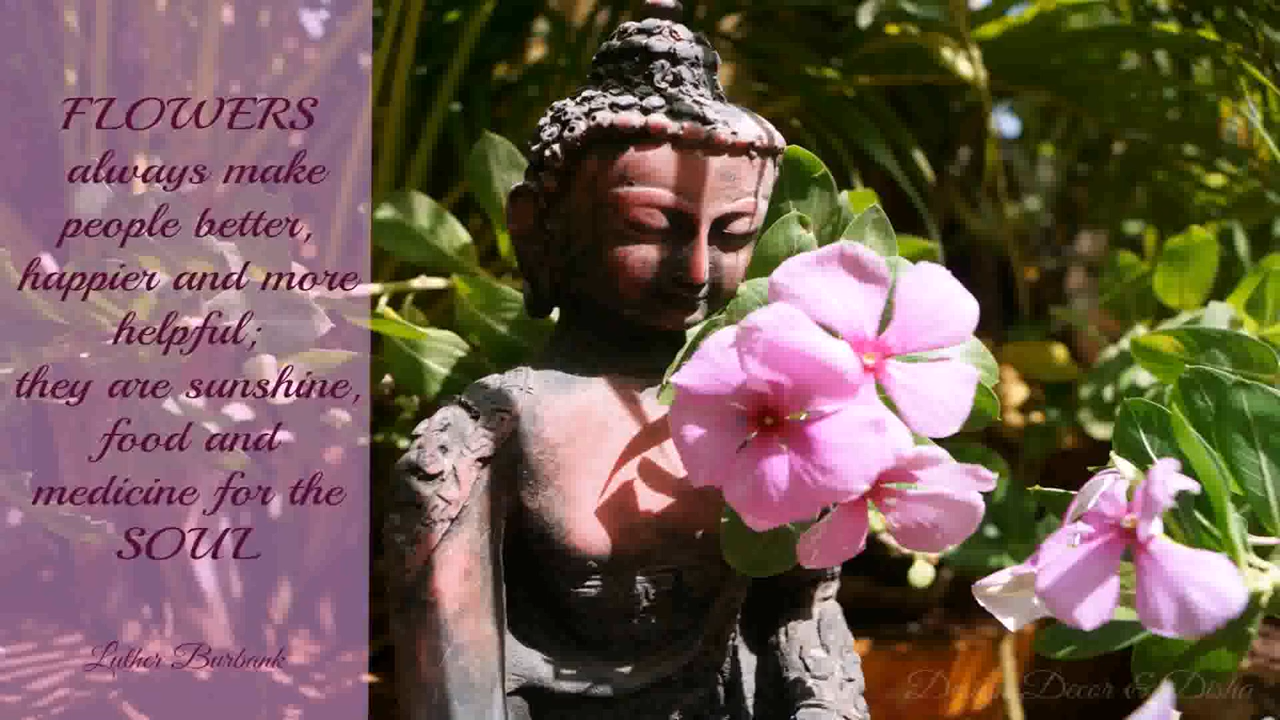 FLOWERS
always make
people better,
happier and more
helpful;
they are sunshine,
food and
medicine for the
SOUL
Luther Burbank
Decor & Disha